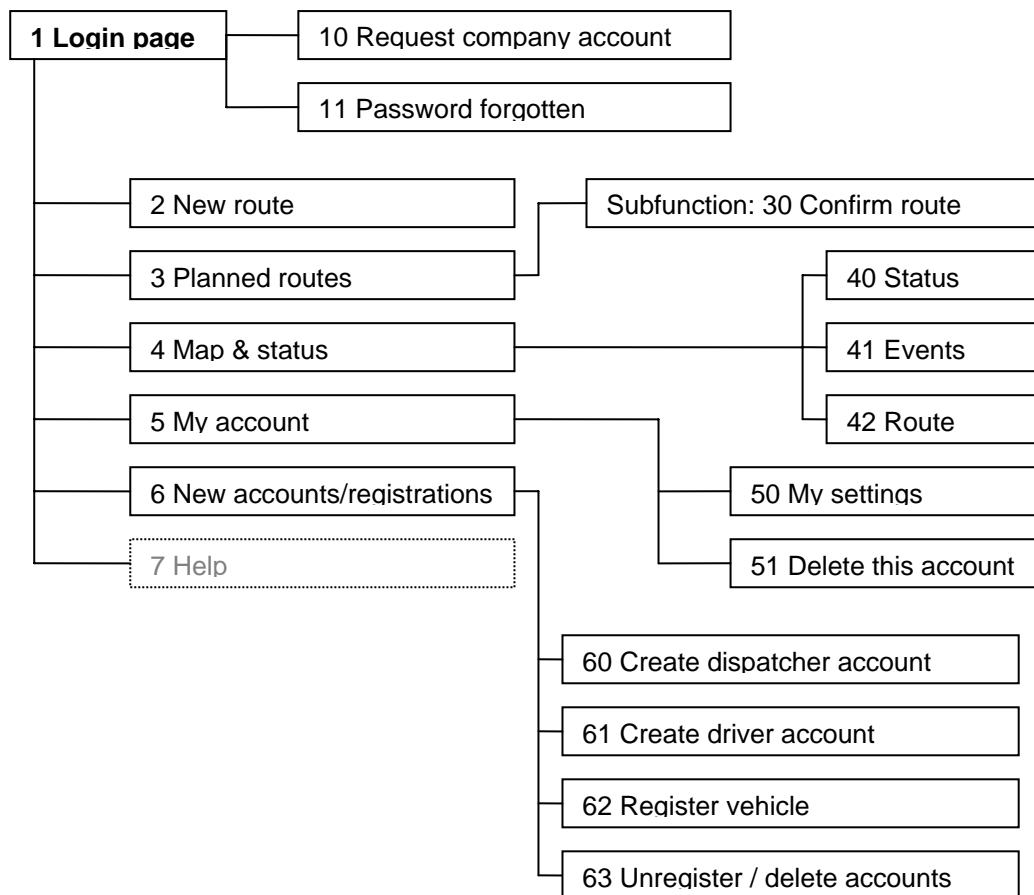 1 Login page
10 Request company account
11 Password forgotten
2 New route
Subfunction: 30 Confirm route
3 Planned routes
40 Status
4 Map & status
41 Events
5 My account
42 Route
6 New accounts/registrations
50 My settings
7 Help
51 Delete this account
60 Create dispatcher account
61 Create driver account
62 Register vehicle
63 Unregister / delete accounts